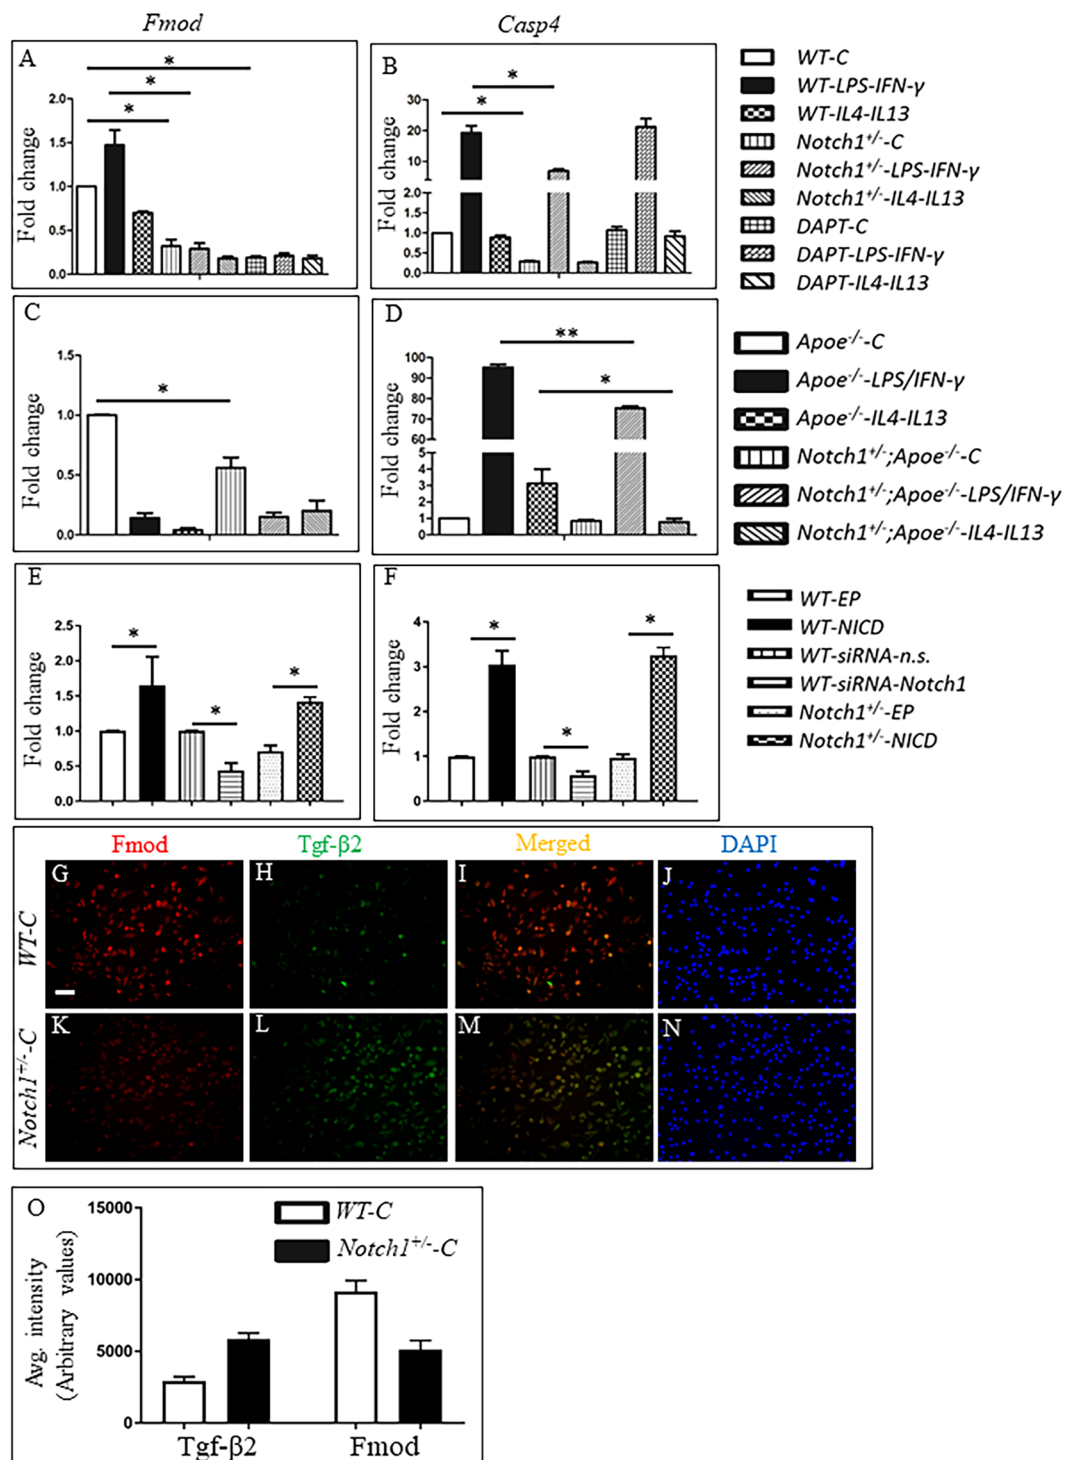 Fmod
Casp4
A
Fold change
2.0
1.5
1.0
0.5
0.0
*
*
*
B
Fold change
30
20
10
2.0
1.5
1.0
0.5
0.0
*
*
WT-C
WT-LPS-IFN-γ
WT-IL4-IL13
Notch1+/--C
Notch1+/--LPS-IFN-γ
Notch1+/--IL4-IL13
DAPT-C
DAPT-LPS-IFN-γ
DAPT-IL4-IL13
C
Fold change
1.5
1.0
0.5
0.0
*
D
Fold change
100
90
80
70
60
5
4
3
2
1
0
**
*
Apoe-/--C
Apoe-/--LPS/IFN-γ
Apoe-/--IL4-IL13
Notch1+/-;Apoe-/--C
Notch1+/-;Apoe-/--LPS/IFN-γ
Notch1+/-;Apoe-/--IL4-IL13
E
Fold change
2.5
2.0
1.5
1.0
0.5
0.0
*
*
*
F
Fold change
4
3
2
1
0
*
*
*
WT-EP
WT-NICD
WT-siRNA-n.s.
WT-siRNA-Notch1
Notch1+/--EP
Notch1+/--NICD
Fmod
Tgf-β2
Merged
DAPI
WT-C
G
H
I
J
Notch1+/--C
K
L
M
N
O
Avg. intensity
(Arbitrary values)
15000
10000
5000
0
WT-C
Notch1+/--C
Tgf-β2
Fmod